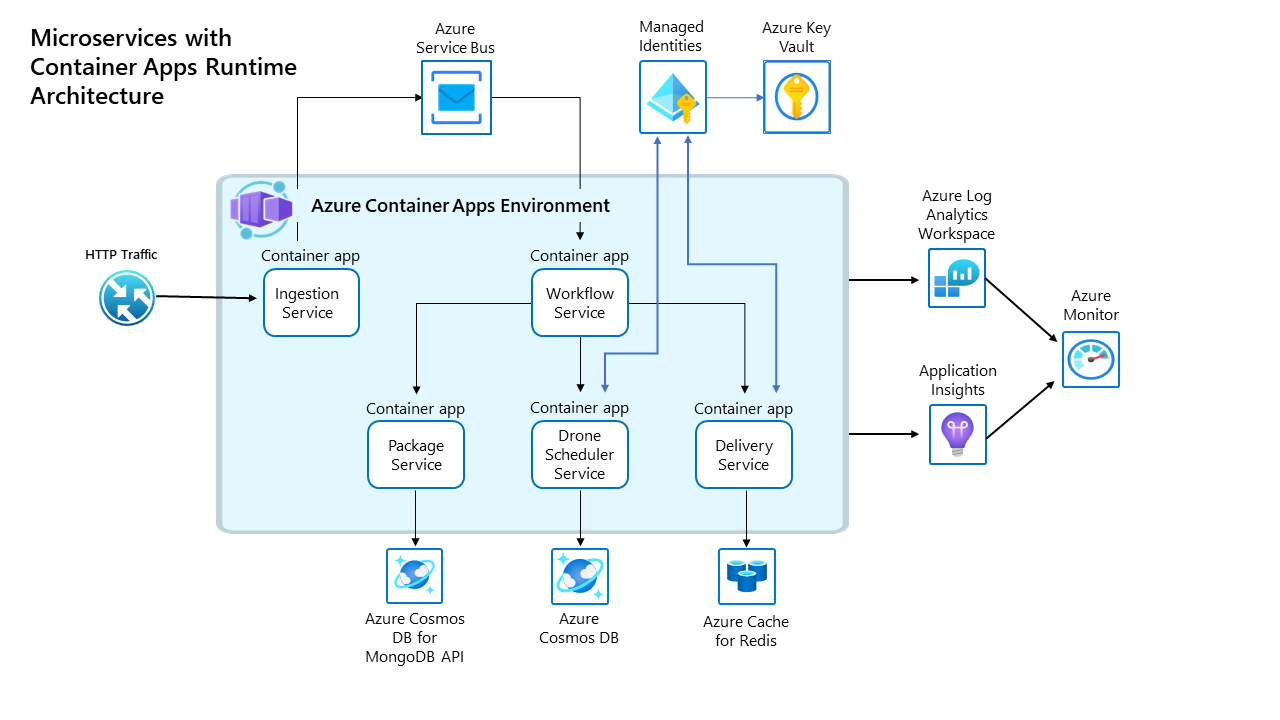 Microservices with
Container Apps Runtime
Architecture
Azure
Service Bus
Managed
Identities
Azure Key
Vault
Azure Container Apps Environment
HTTP Traffic
Container app
Ingestion
Service
Container app
Workflow
Service
Container app
Package
Service
Container app
Drone
Scheduler
Service
Container app
Delivery
Service
Azure Log
Analytics
Workspace
Azure
Monitor
Application
Insights
Azure Cosmos
DB for
MongoDB API
Azure
Cosmos DB
Azure Cache
for Redis